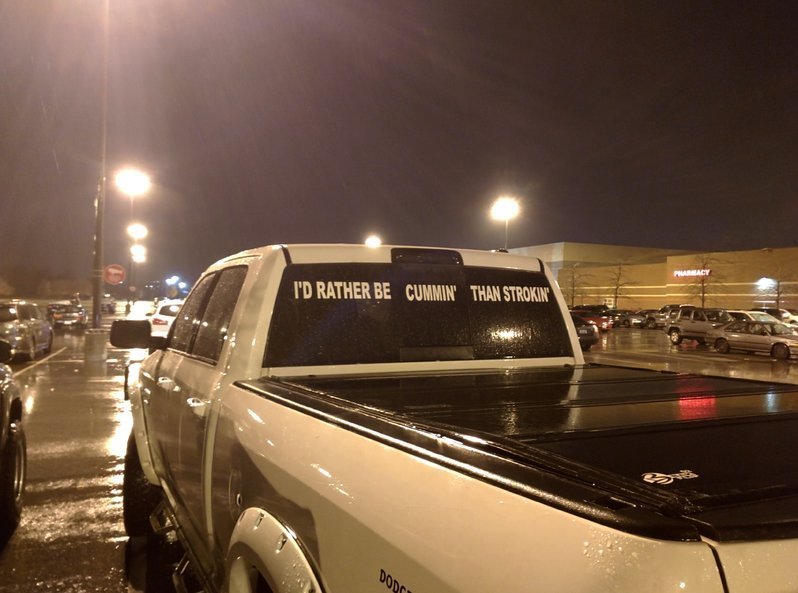 I'D RATHER BE CUMMIN' THAN STROKIN'
PHARMACY
DODGE